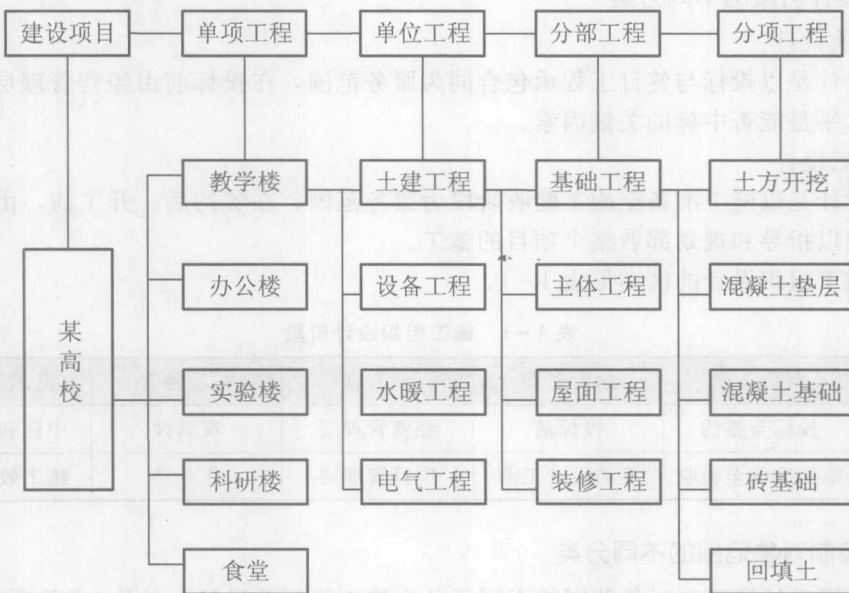 建设项目
单项工程
单位工程
分部工程
分项工程
教学楼
土建工程
基础工程
土方开挖
办公楼
设备工程
主体工程
混凝土垫层
某高校
实验楼
水暖工程
屋面工程
混凝土基础
科研楼
电气工程
装修工程
砖基础
食堂
回填土